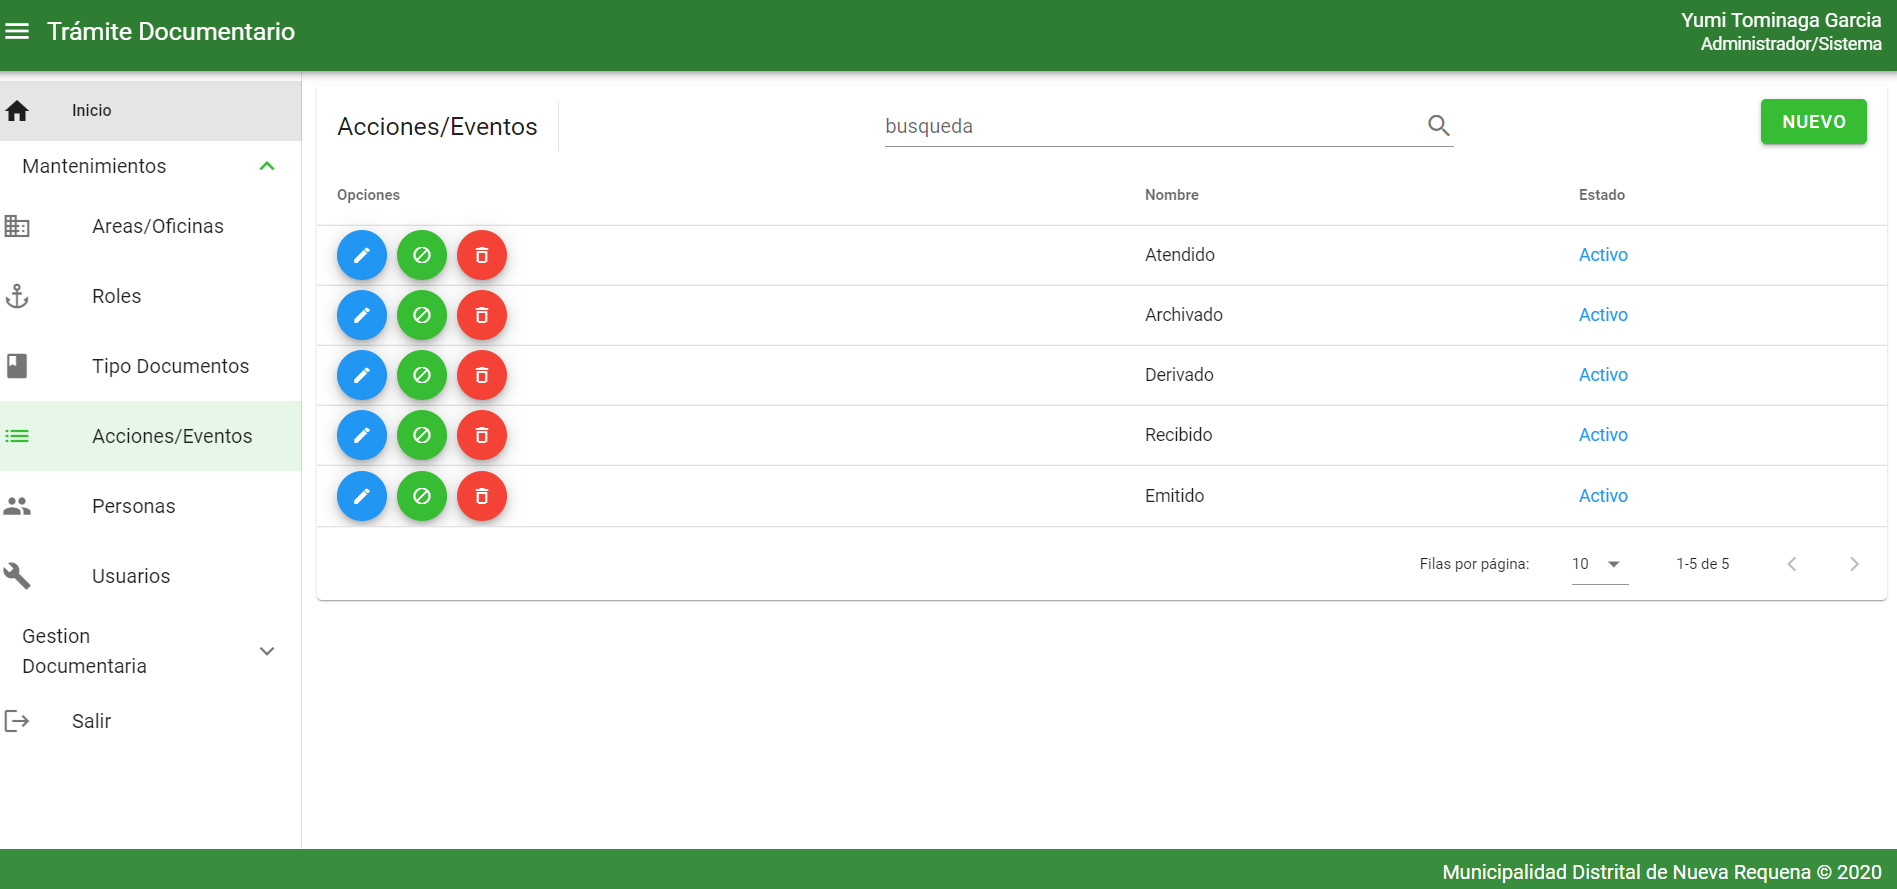 Trámite Documentario
Yumi Tominaga Garcia
Administrador/Sistema
Inicio
Mantenimientos
Areas/Oficinas
Roles
Tipo Documentos
Acciones/Eventos
Personas
Usuarios
Gestion
Documentaria
Salir
Acciones/Eventos
busqueda
NUEVO
Opciones Nombre Estado
Atendido Activo
Archivado Activo
Derivado Activo
Recibido Activo
Emitido Activo
Filas por página: 10 1-5 de 5
Municipalidad Distrital de Nueva Requena © 2020